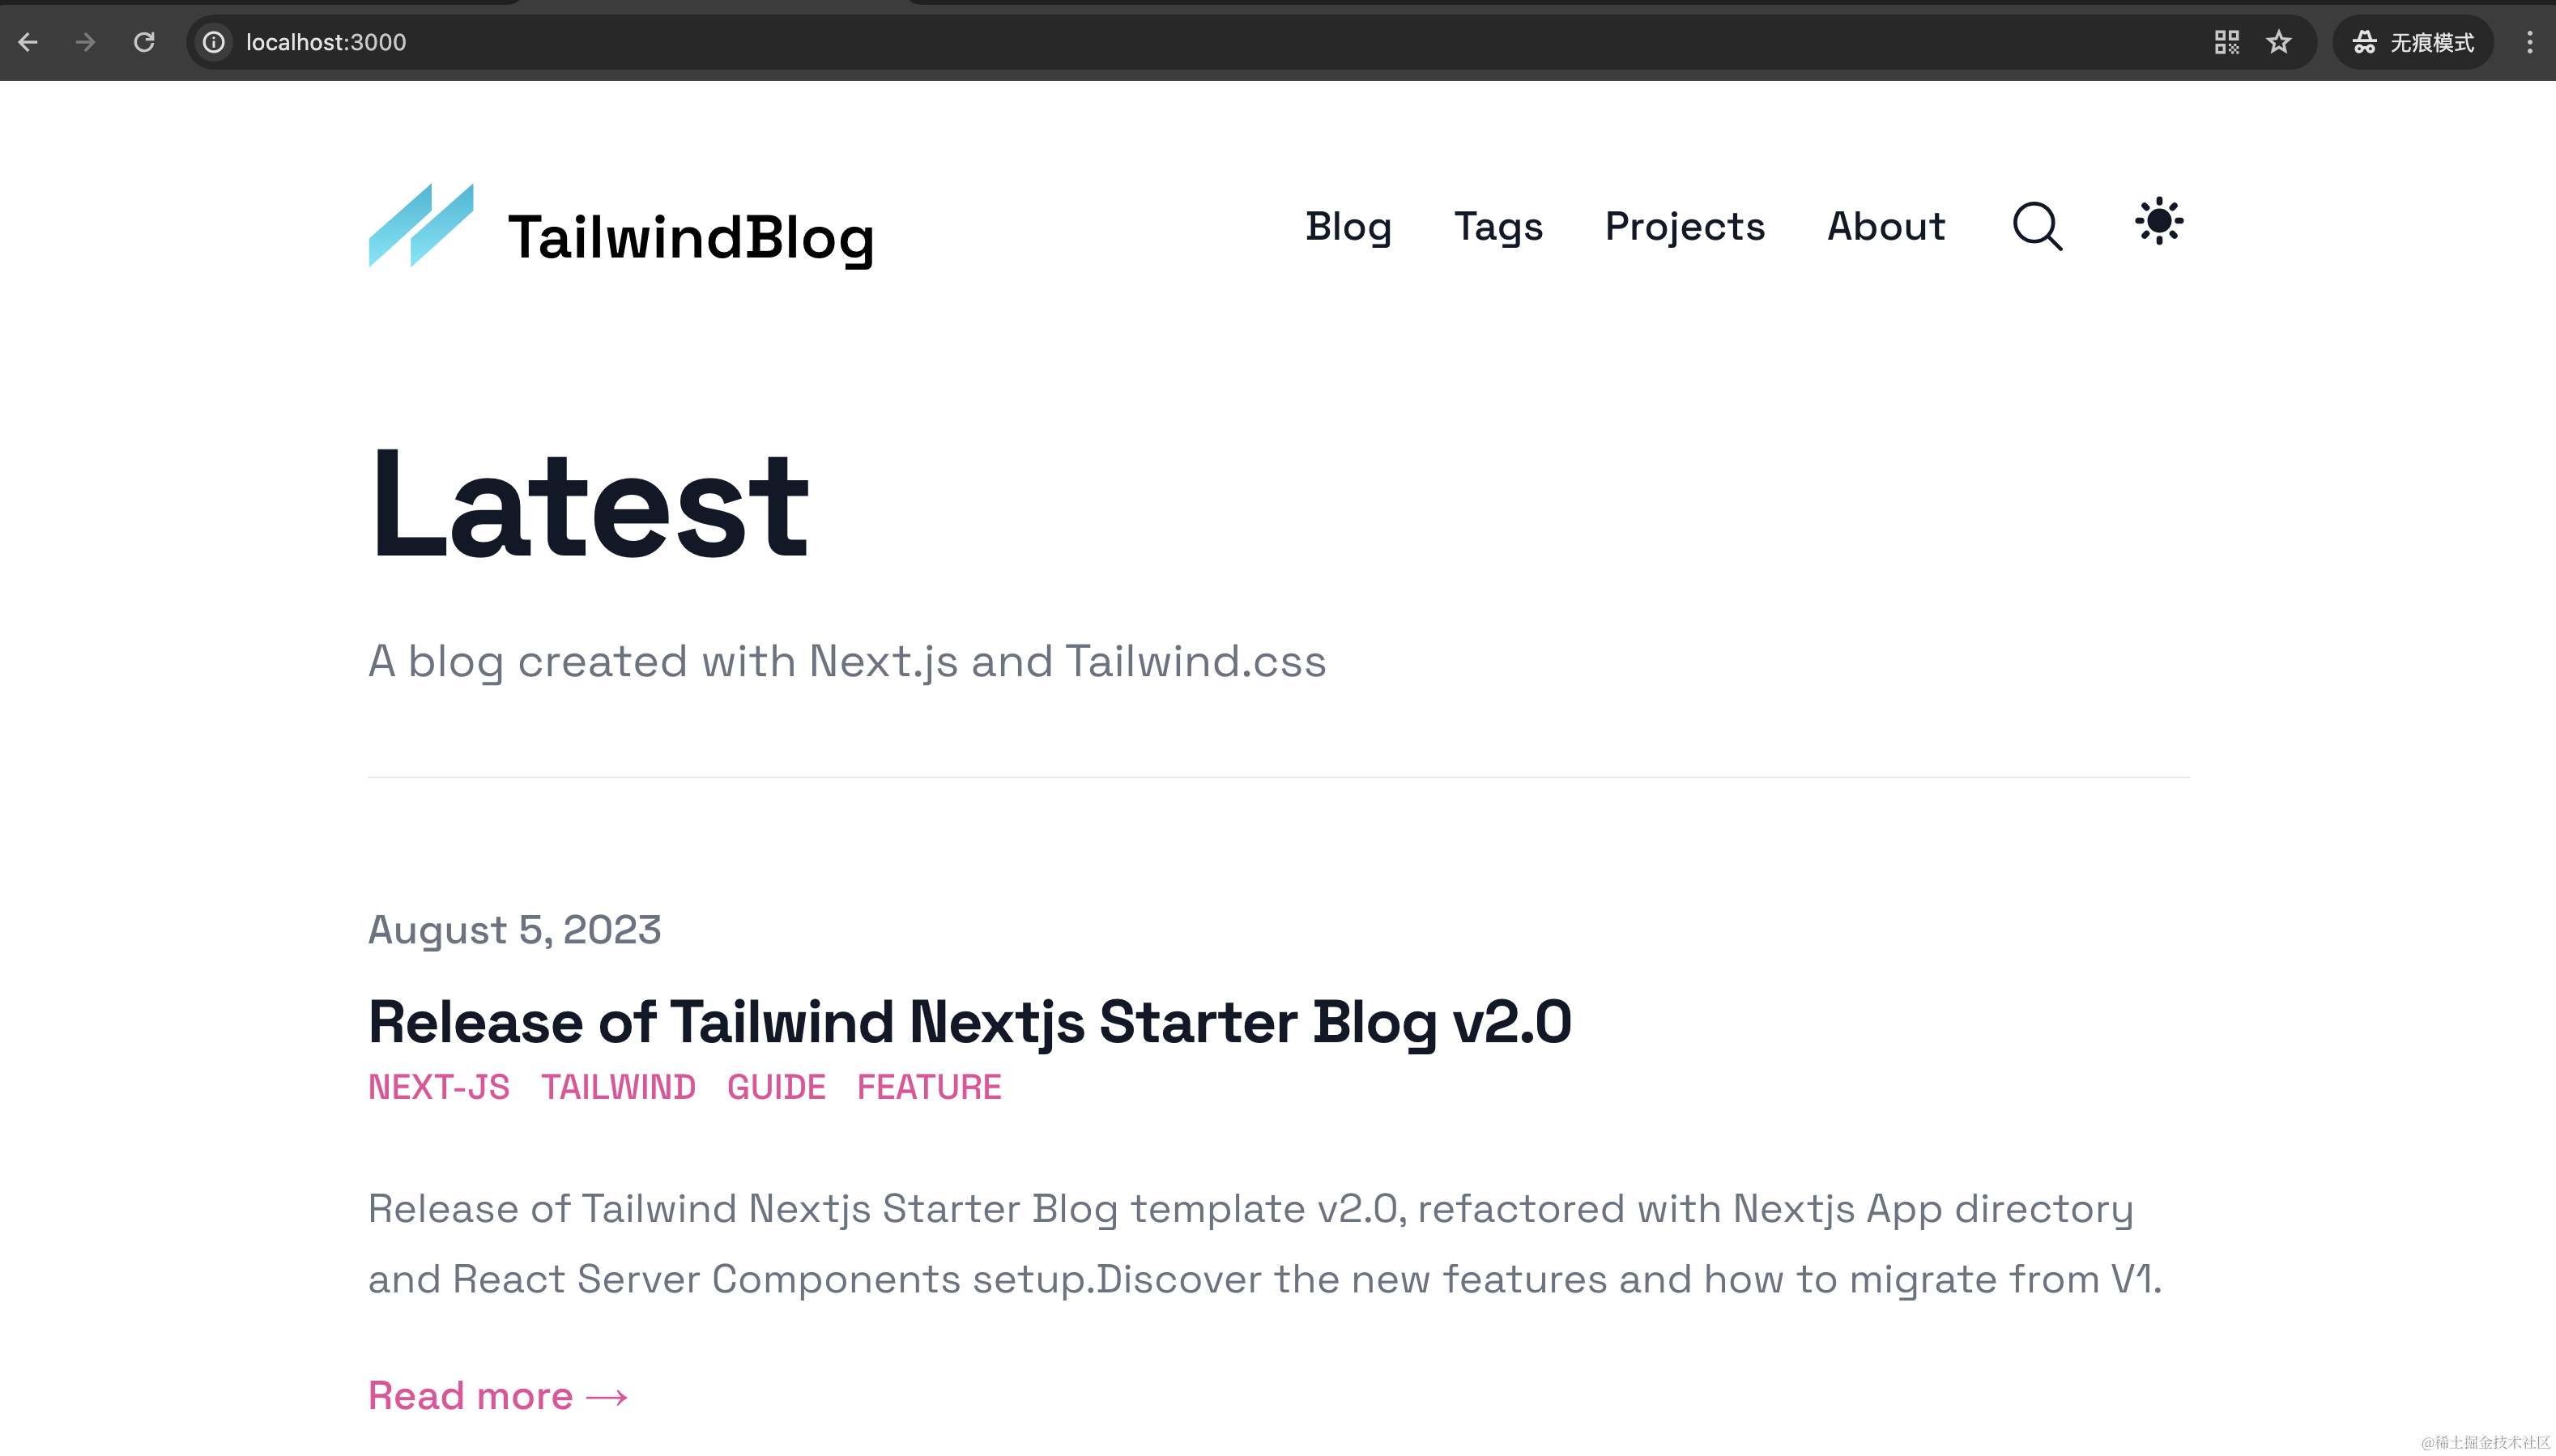 localhost:3000
无痕模式
TailwindBlog
Blog
Tags
Projects
About
Latest
A blog created with Next.js and Tailwind.css
August 5, 2023
Release of Tailwind Nextjs Starter Blog v2.0
NEXT-JS TAILWIND GUIDE FEATURE
Release of Tailwind Nextjs Starter Blog template v2.0, refactored with Nextjs App directory
and React Server Components setup.Discover the new features and how to migrate from V1.
Read more →
@稀土掘金技术社区